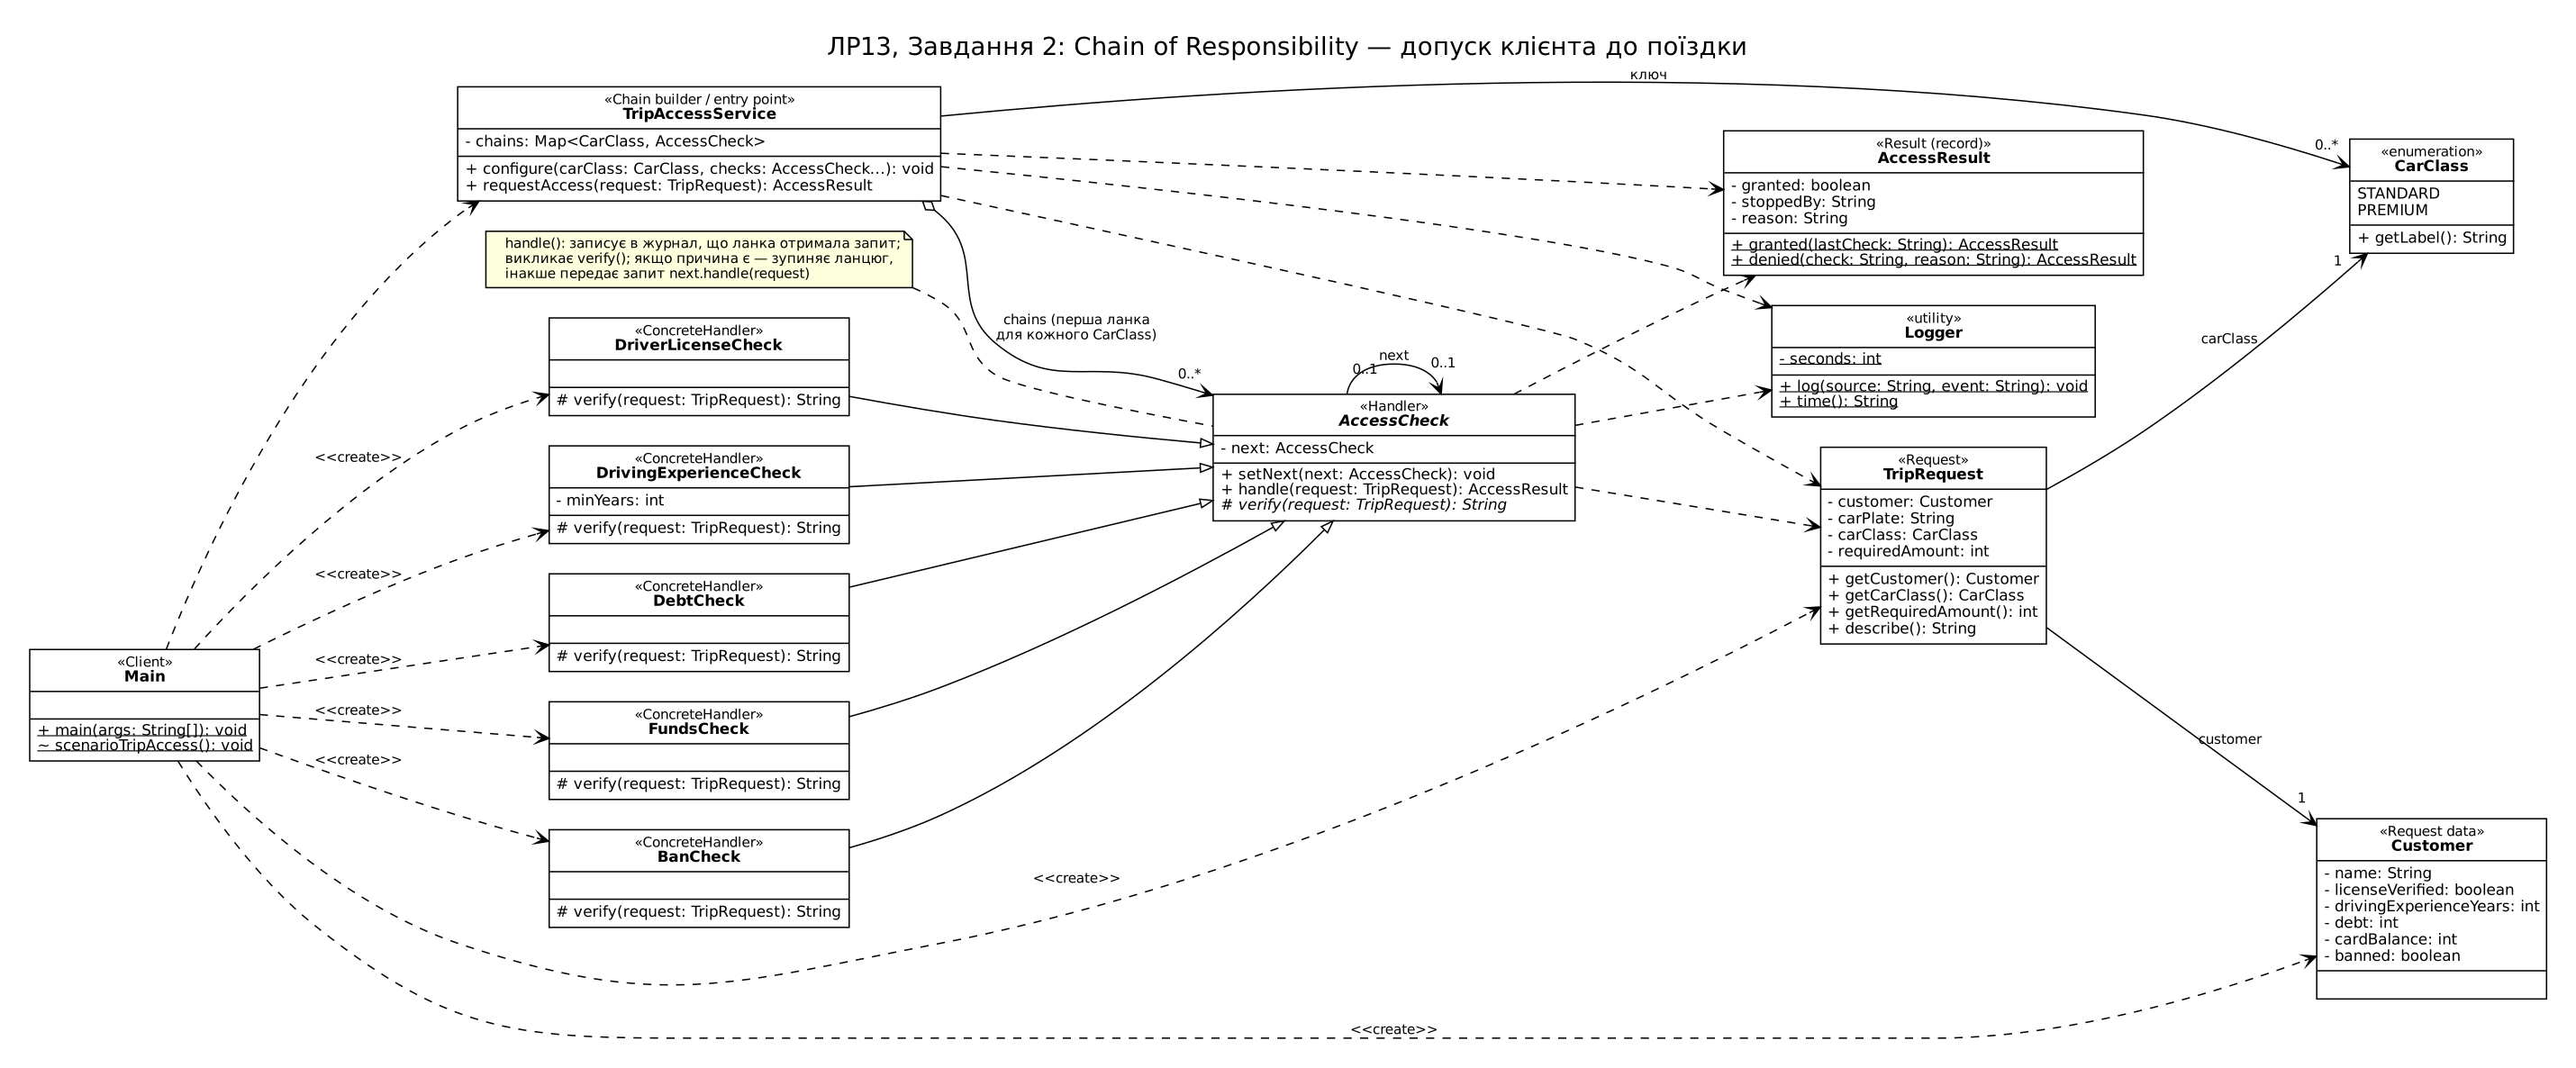 ЛР13, Завдання 2: Chain of Responsibility — допуск клієнта до поїздки
«Chain builder / entry point»
TripAccessService
- chains: Map<CarClass, AccessCheck>
+ configure(carClass: CarClass, checks: AccessCheck...): void
+ requestAccess(request: TripRequest): AccessResult
ключ
0..*
«enumeration»
CarClass
STANDARD
PREMIUM
+ getLabel(): String
1
«Result (record)»
AccessResult
- granted: boolean
- stoppedBy: String
- reason: String
+ granted(lastCheck: String): AccessResult
+ denied(check: String, reason: String): AccessResult
handle(): записує в журнал, що ланка отримала запит;
викликає verify(); якщо причина є — зупиняє ланцюг,
інакше передає запит next.handle(request)
chains (перша ланка
для кожного CarClass)
0..*
«utility»
Logger
- seconds: int
+ log(source: String, event: String): void
+ time(): String
carClass
«ConcreteHandler»
DriverLicenseCheck
# verify(request: TripRequest): String
next
0..1
0..1
«Handler»
AccessCheck
- next: AccessCheck
+ setNext(next: AccessCheck): void
+ handle(request: TripRequest): AccessResult
# verify(request: TripRequest): String
«ConcreteHandler»
DrivingExperienceCheck
- minYears: int
# verify(request: TripRequest): String
«Request»
TripRequest
- customer: Customer
- carPlate: String
- carClass: CarClass
- requiredAmount: int
+ getCustomer(): Customer
+ getCarClass(): CarClass
+ getRequiredAmount(): int
+ describe(): String
<<create>>
<<create>>
<<create>>
<<create>>
<<create>>
«ConcreteHandler»
DebtCheck
# verify(request: TripRequest): String
«Client»
Main
+ main(args: String[]): void
~ scenarioTripAccess(): void
«ConcreteHandler»
FundsCheck
# verify(request: TripRequest): String
«ConcreteHandler»
BanCheck
# verify(request: TripRequest): String
customer
1
<<create>>
«Request data»
Customer
- name: String
- licenseVerified: boolean
- drivingExperienceYears: int
- debt: int
- cardBalance: int
- banned: boolean
<<create>>